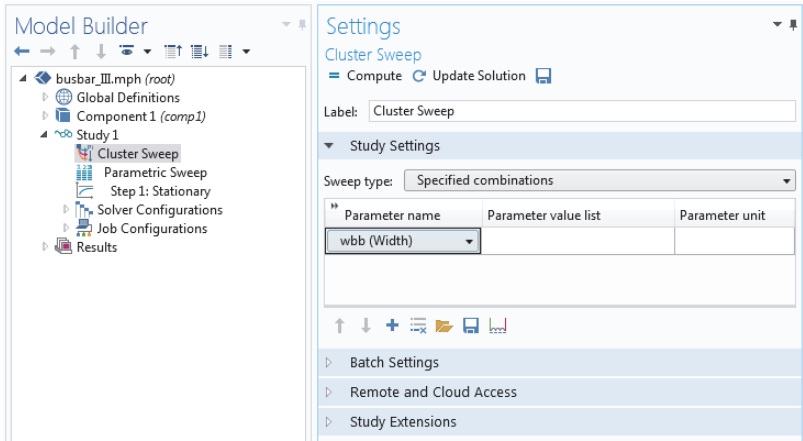 Model Builder
busbar_III.mph (root)
Global Definitions
Component 1 (comp1)
Study 1
Cluster Sweep
Parametric Sweep
Step 1: Stationary
Solver Configurations
Job Configurations
Results
Settings
Cluster Sweep
= Compute Update Solution
Label: Cluster Sweep
Study Settings
Sweep type: Specified combinations
Parameter name Parameter value list Parameter unit
wbb (Width)
Batch Settings
Remote and Cloud Access
Study Extensions